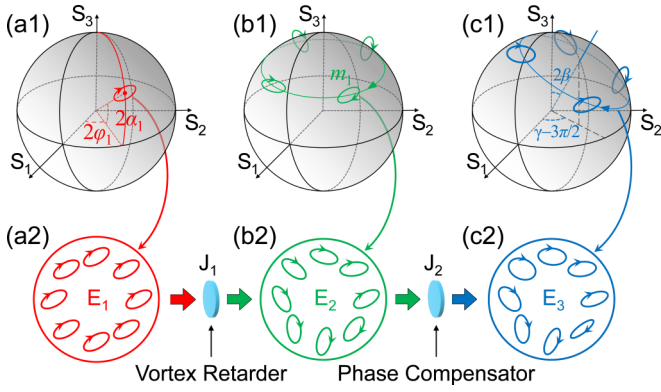 (a1)
S₃
2φ₁
2α₁
S₁
S₂
(b1)
S₃
m₁
S₁
S₂
(c1)
S₃
2β
γ−3π/2
S₁
S₂
(a2)
E₁
J₁
(b2)
E₂
J₂
(c2)
E₃
Vortex Retarder
Phase Compensator